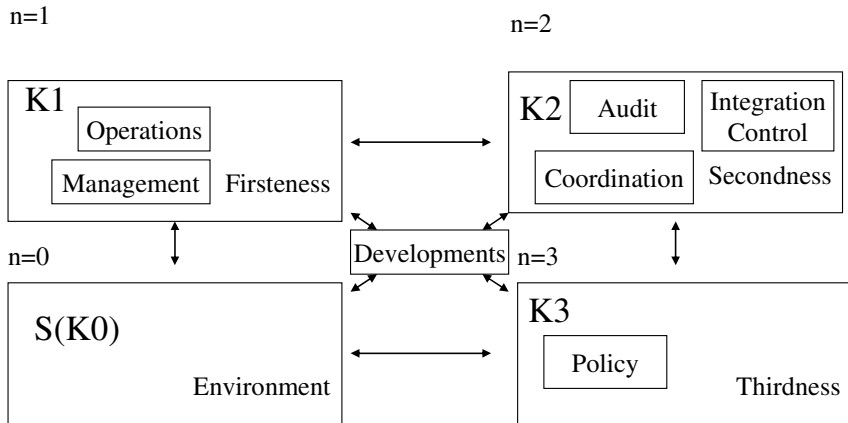 n=1
n=2
K1
Operations
Management
Firsteness
K2
Audit
Integration
Control
Coordination
Secondness
Developments
n=0
n=3
S(K0)
Environment
K3
Policy
Thirdness